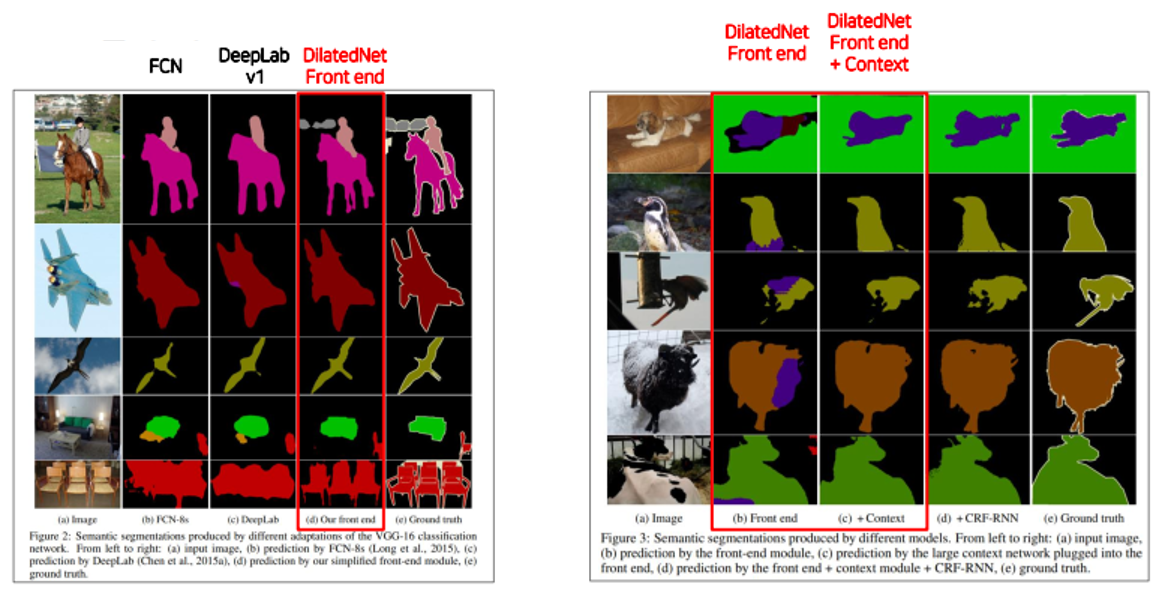 FCN
DeepLab
v1
DilatedNet
Front end
(a) Image
(b) FCN-8s
(c) DeepLab
(d) Our front end
(e) Ground truth
Figure 2: Semantic segmentations produced by different adaptations of the VGG-16 classification
network. From left to right: (a) input image, (b) prediction by FCN-8s (Long et al., 2015), (c)
prediction by DeepLab (Chen et al., 2015a), (d) prediction by our simplified front-end module, (e)
ground truth.
DilatedNet
Front end
DilatedNet
Front end
+ Context
(a) Image
(b) Front end
(c) + Context
(d) + CRF-RNN
(e) Ground truth
Figure 3: Semantic segmentations produced by different models. From left to right: (a) input image,
(b) prediction by the front-end module, (c) prediction by the large context network plugged into the
front end, (d) prediction by the front end + context module + CRF-RNN, (e) ground truth.